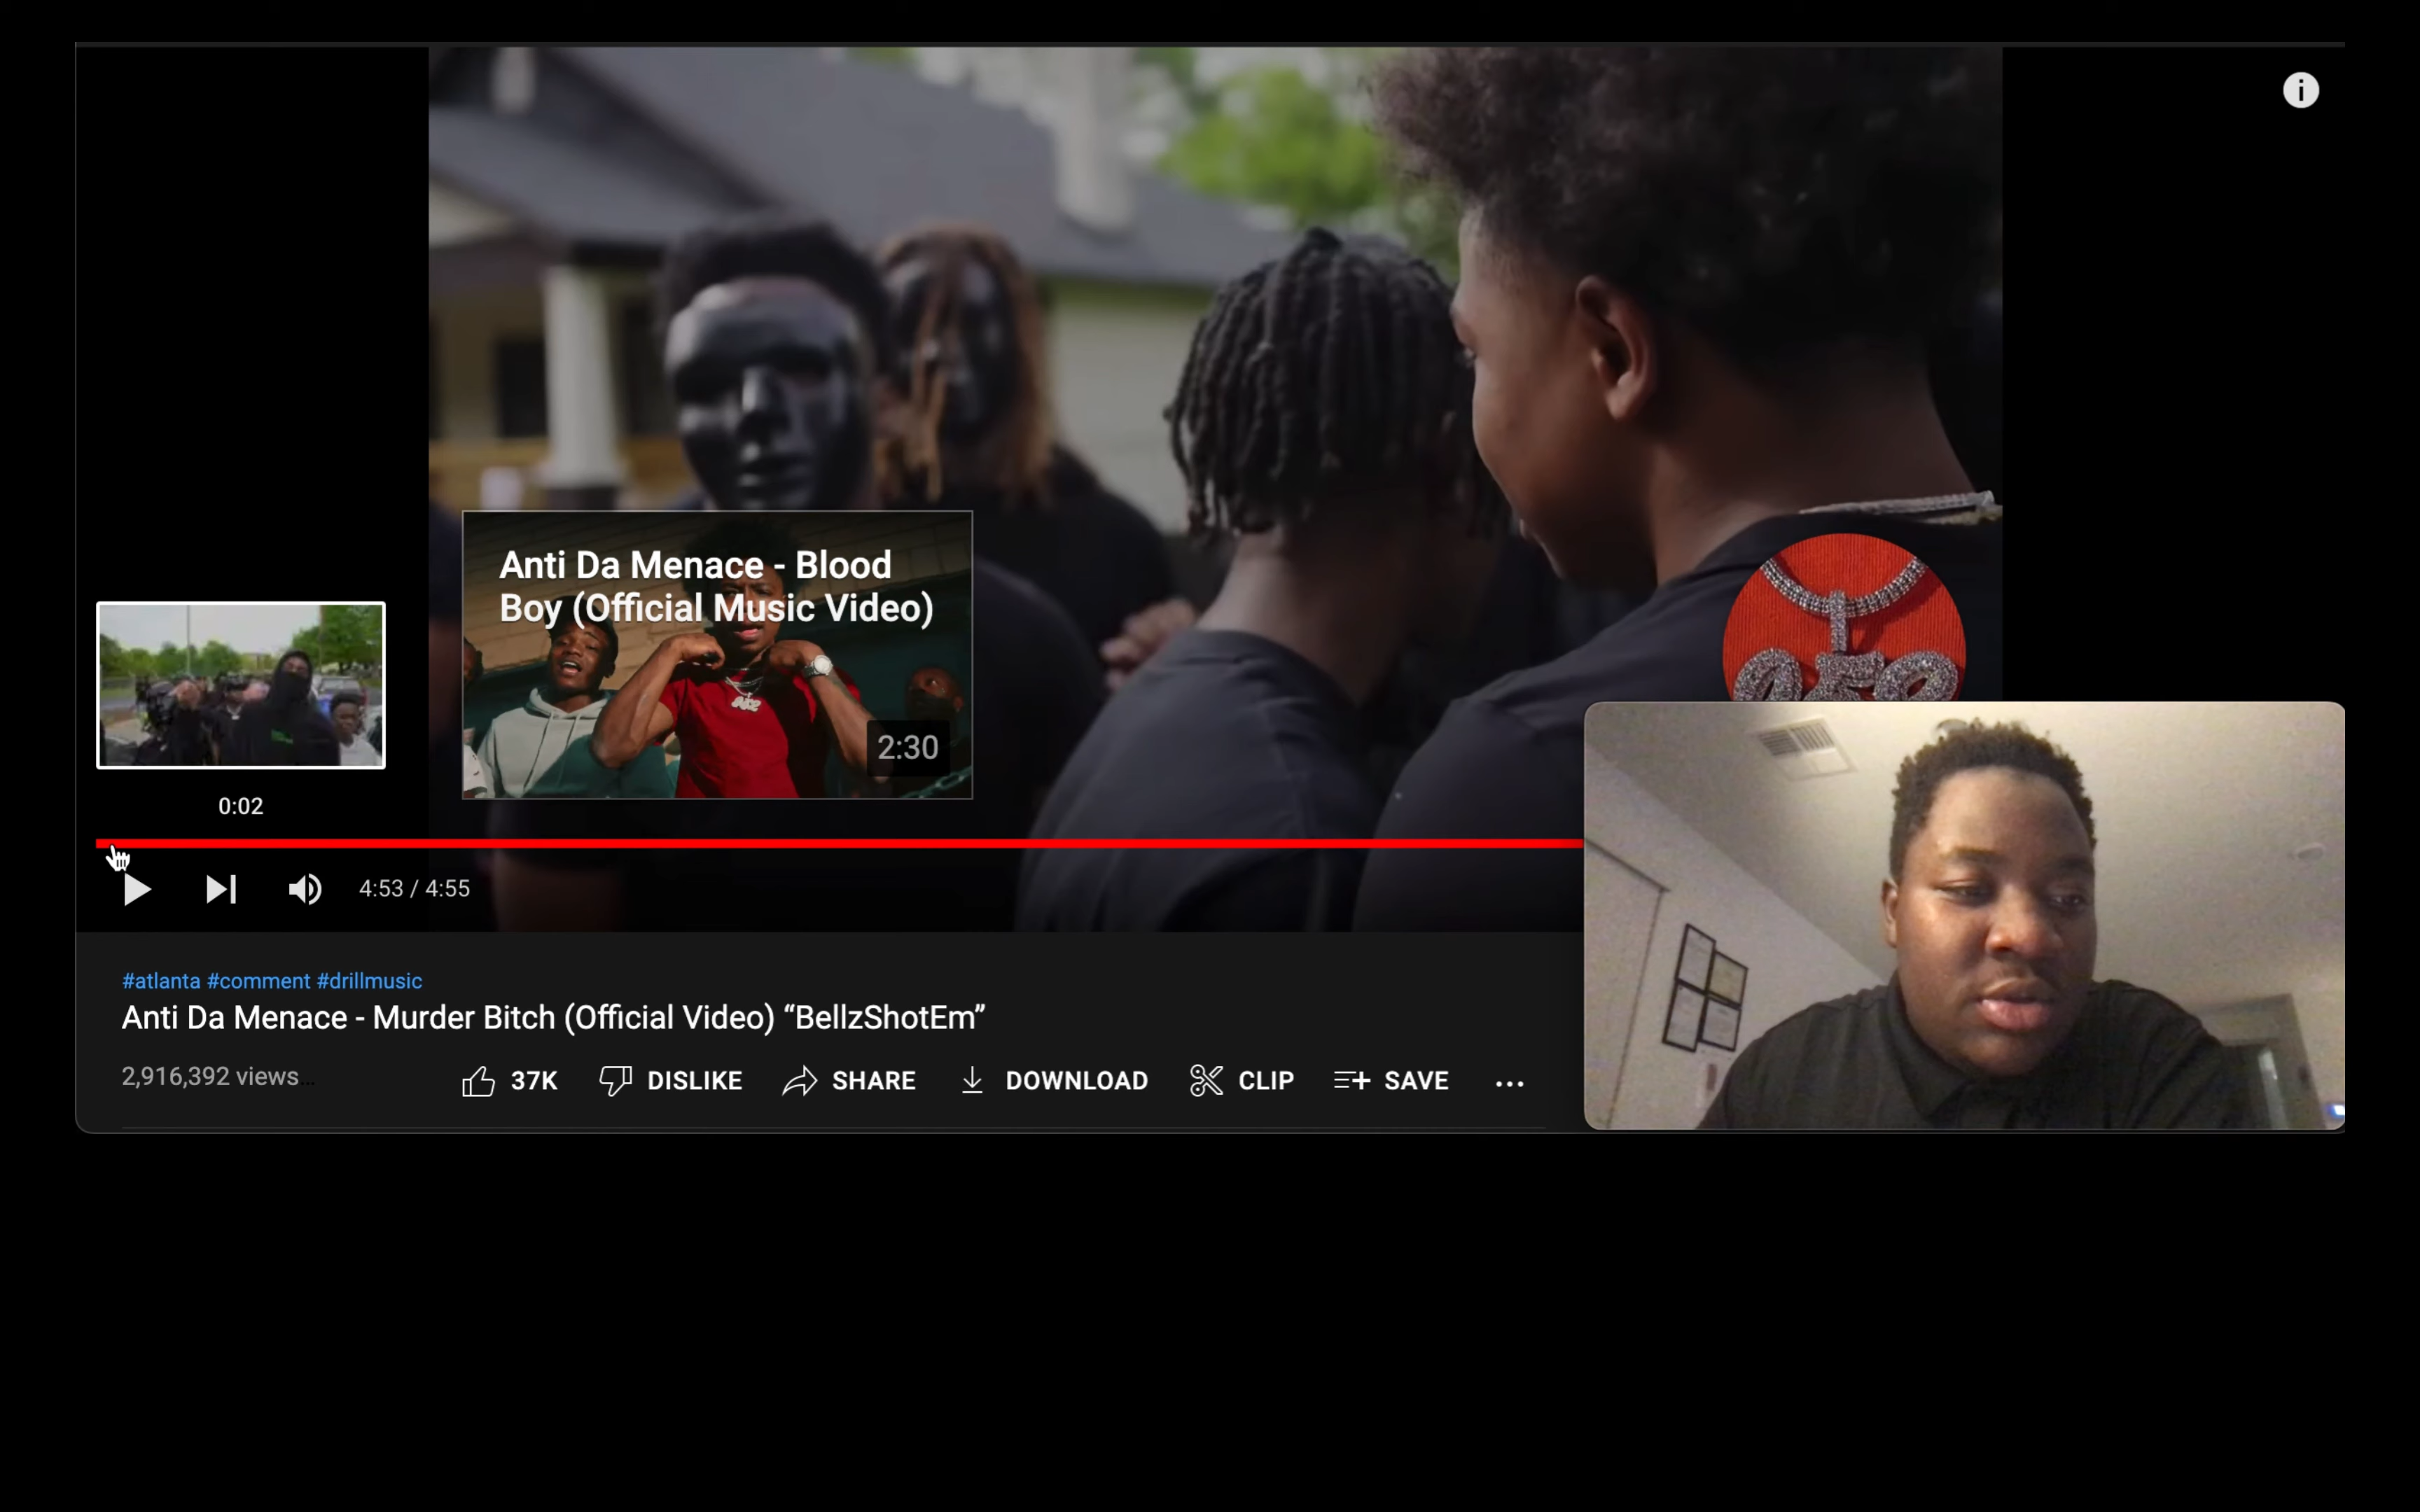 Anti Da Menace - Blood
Boy (Official Music Video)
2:30
0:02
4:53 / 4:55
#atlanta #comment #drillmusic
Anti Da Menace - Murder Bitch (Official Video) “BellzShotEm”
2,916,392 views...
37K
DISLIKE
SHARE
DOWNLOAD
CLIP
SAVE